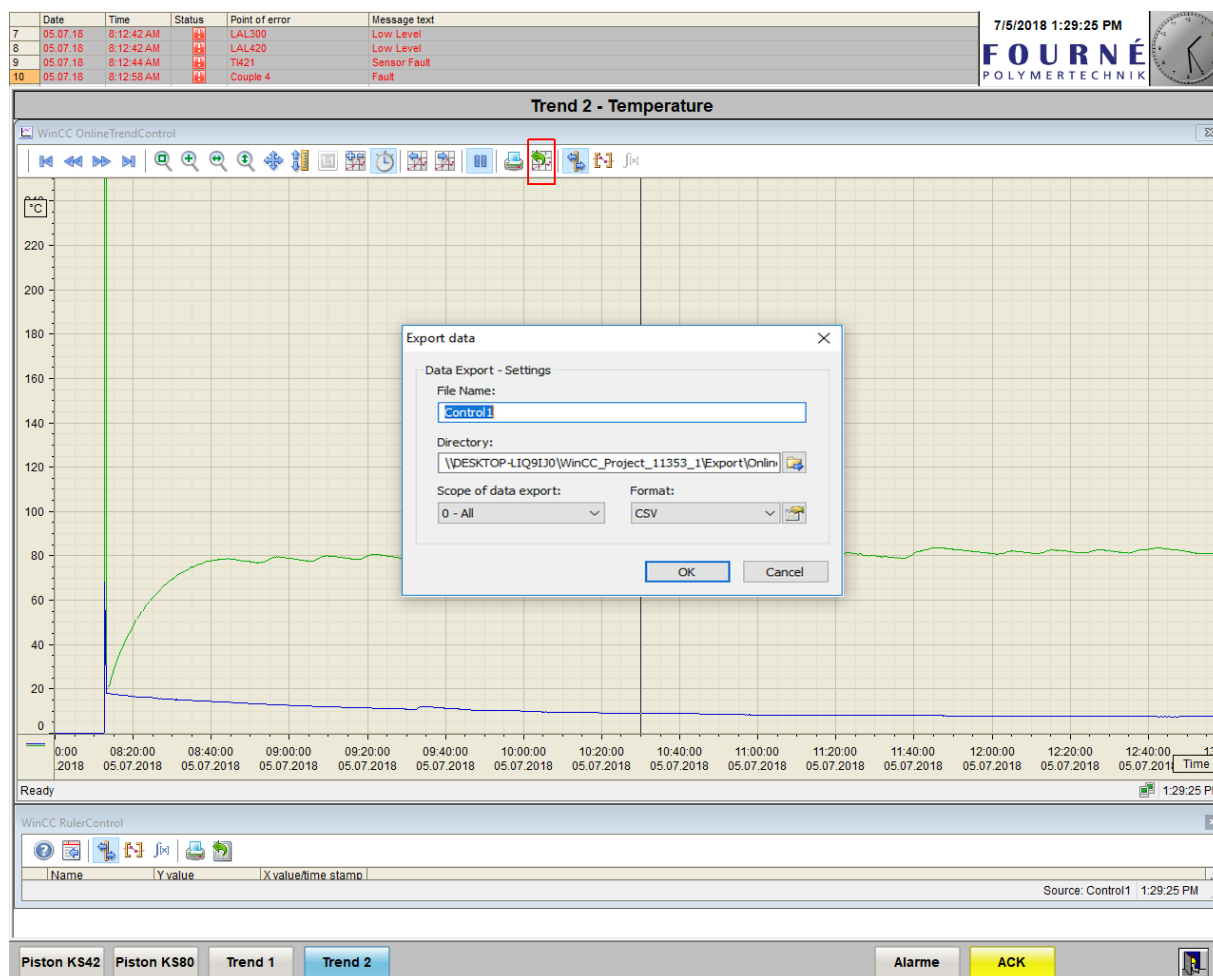 Date Time Status Point of error Message text
7 05.07.18 8:12:42 AM LAL300 Low Level
8 05.07.18 8:12:42 AM LAL420 Low Level
9 05.07.18 8:12:44 AM TI421 Sensor Fault
10 05.07.18 8:12:58 AM Couple 4 Fault
7/5/2018 1:29:25 PM
FOURNÉ
POLYMERTECHNIK
Trend 2 - Temperature
WinCC OnlineTrendControl
°C
220
200
180
160
140
120
100
80
60
40
20
0
Export data
Data Export - Settings
File Name:
Control1
Directory:
\\DESKTOP-LIQ9IJ0\WinCC_Project_11353_1\Export\Onlin
Scope of data export: Format:
0 - All CSV
OK Cancel
0:00 08:20:00 08:40:00 09:00:00 09:20:00 09:40:00 10:00:00 10:20:00 10:40:00 11:00:00 11:20:00 11:40:00 12:00:00 12:20:00 12:40:00
.2018 05.07.2018 05.07.2018 05.07.2018 05.07.2018 05.07.2018 05.07.2018 05.07.2018 05.07.2018 05.07.2018 05.07.2018 05.07.2018 05.07.2018 05.07.2018 05.07.201 Time
Ready 1:29:25 P
WinCC RulerControl
Name Y value X value/time stamp
Source: Control1 1:29:25 PM
Piston KS42 Piston KS80 Trend 1 Trend 2 Alarme ACK